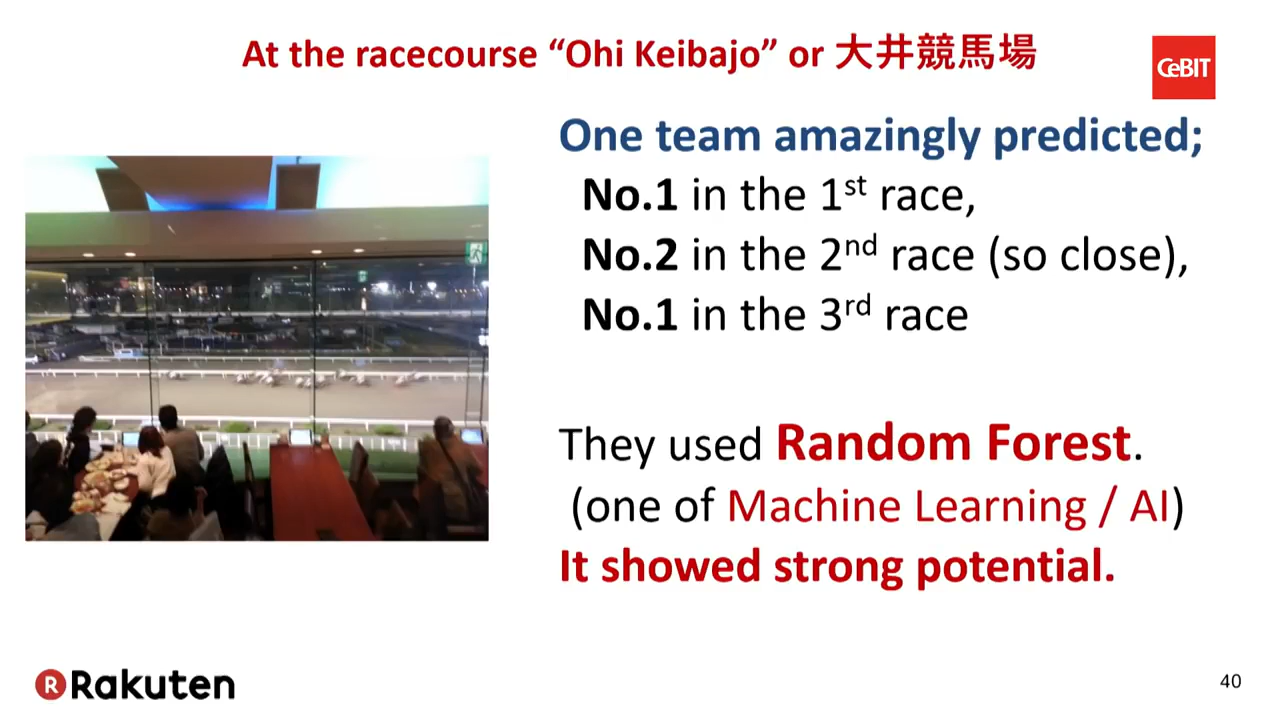 At the racecourse “Ohi Keibajo” or 大井競馬場
CeBIT
One team amazingly predicted;
No.1 in the 1st race,
No.2 in the 2nd race (so close),
No.1 in the 3rd race
They used Random Forest.
(one of Machine Learning / AI)
It showed strong potential.
R Rakuten
40